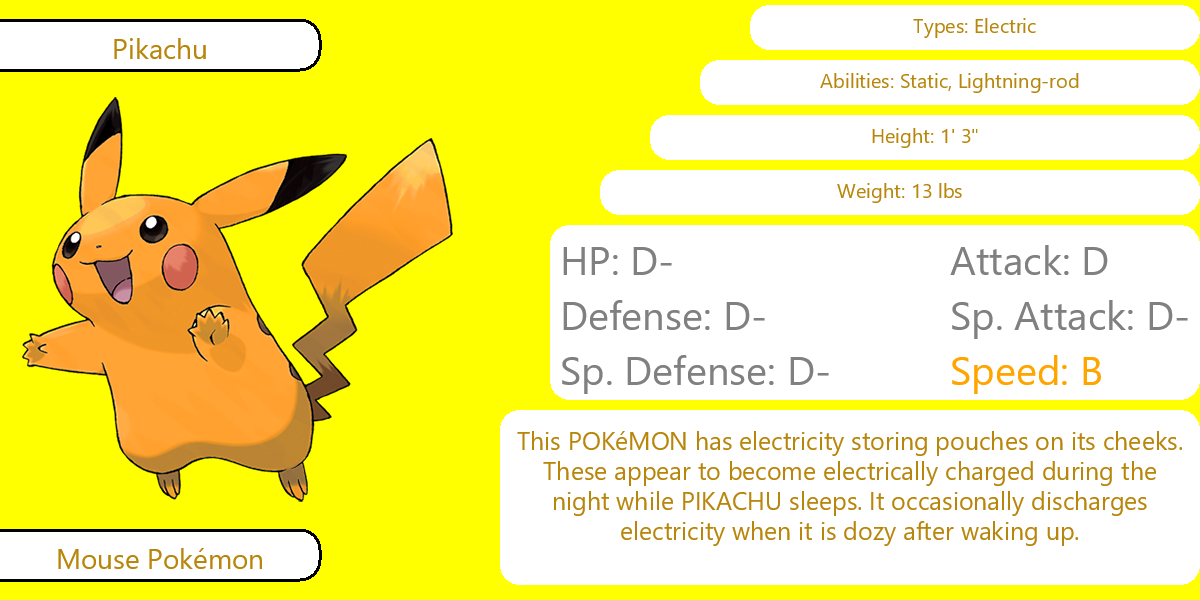 Pikachu
Types: Electric
Abilities: Static, Lightning-rod
Height: 1' 3"
Weight: 13 lbs
HP: D-
Attack: D
Defense: D-
Sp. Attack: D-
Sp. Defense: D-
Speed: B
This POKéMON has electricity storing pouches on its cheeks.
These appear to become electrically charged during the
night while PIKACHU sleeps. It occasionally discharges
electricity when it is dozy after waking up.
Mouse Pokémon